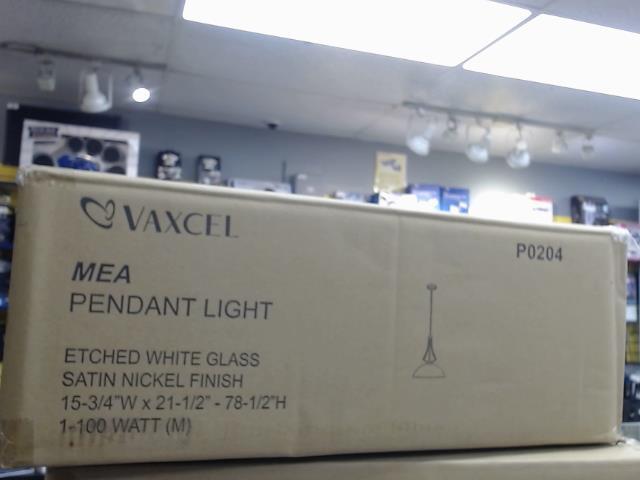 VAXCEL
P0204
MEA
PENDANT LIGHT
ETCHED WHITE GLASS
SATIN NICKEL FINISH
15-3/4"W x 21-1/2" - 78-1/2"H
1-100 WATT (M)